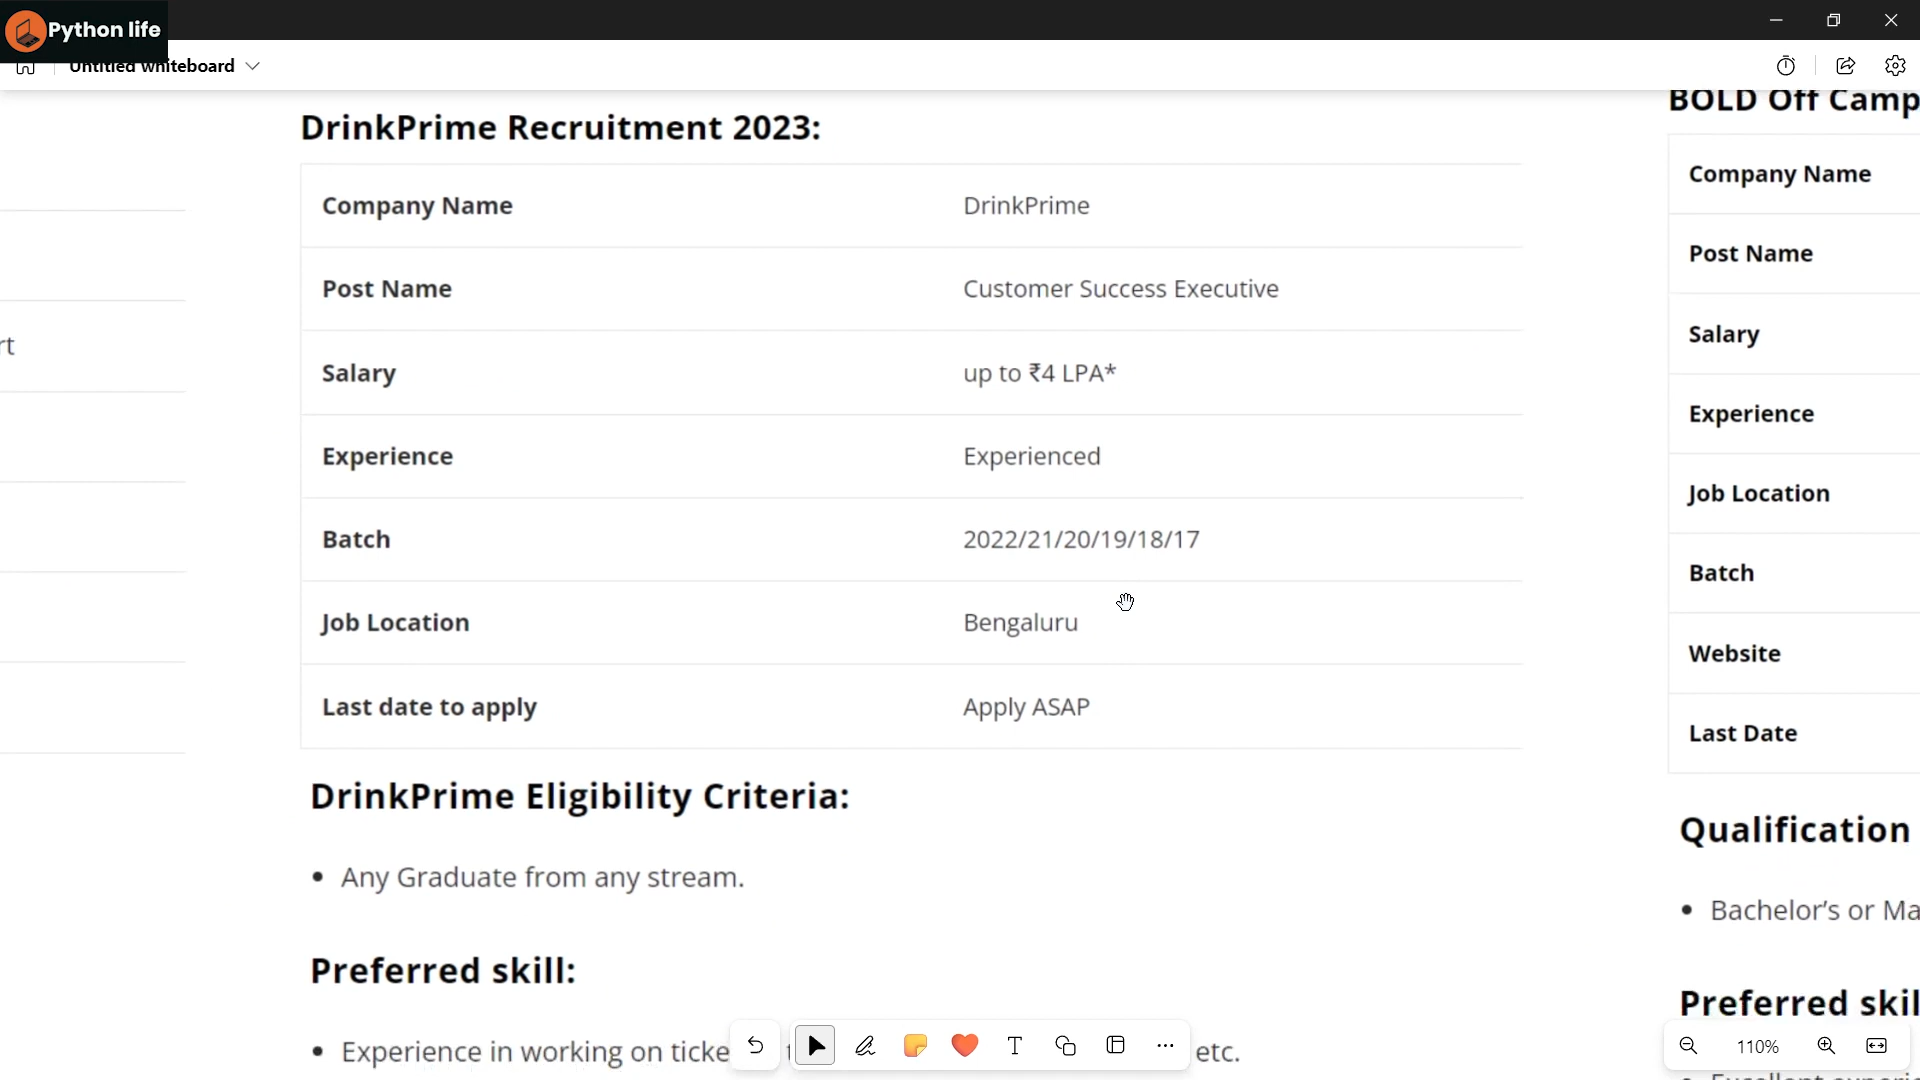 Python life
Untitled whiteboard
DrinkPrime Recruitment 2023:
Company Name DrinkPrime
Post Name Customer Success Executive
Salary up to ₹4 LPA*
Experience Experienced
Batch 2022/21/20/19/18/17
Job Location Bengaluru
Last date to apply Apply ASAP
DrinkPrime Eligibility Criteria:
• Any Graduate from any stream.
Preferred skill:
• Experience in working on ticke etc.
rt
BOLD Off Camp
Company Name
Post Name
Salary
Experience
Job Location
Batch
Website
Last Date
Qualification
• Bachelor's or Ma
Preferred skil
110%